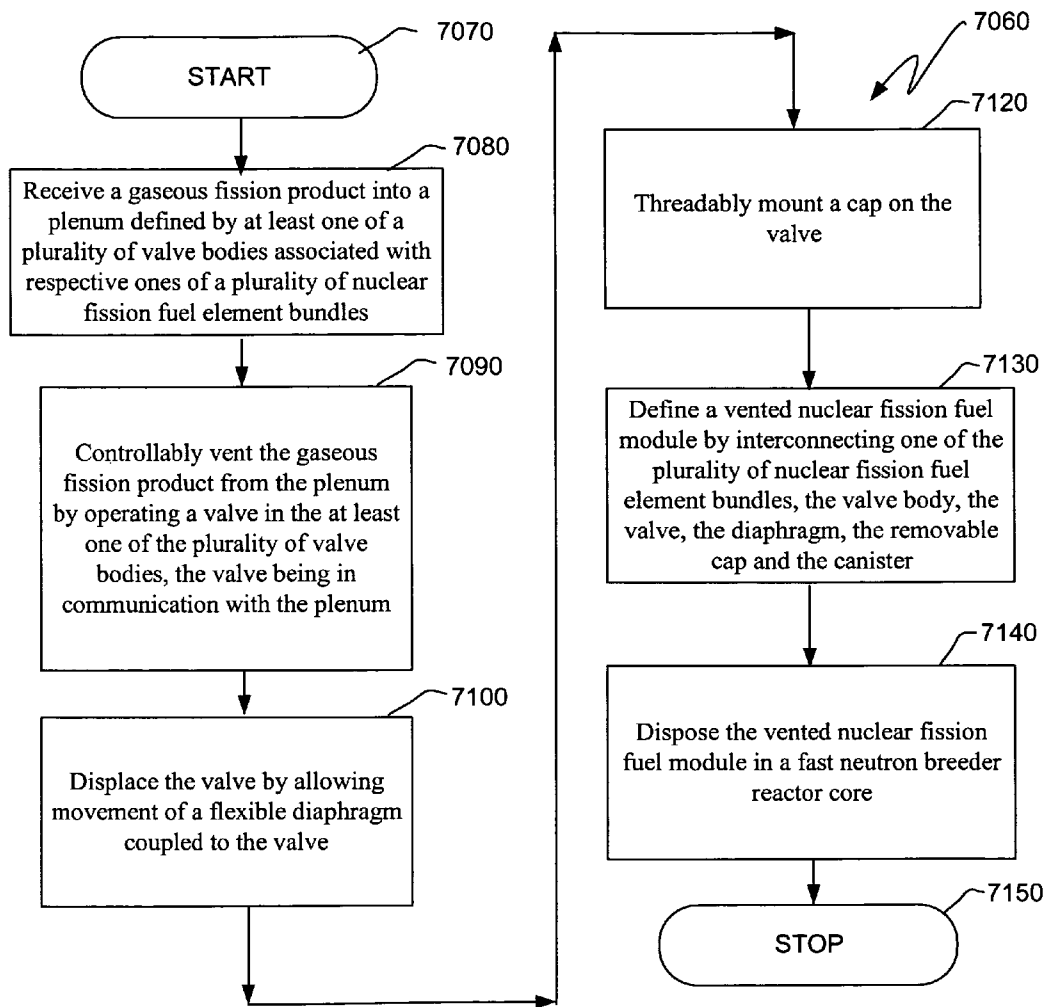 7070
START
7080
Receive a gaseous fission product into a
plenum defined by at least one of a
plurality of valve bodies associated with
respective ones of a plurality of nuclear
fission fuel element bundles
7090
Controllably vent the gaseous
fission product from the plenum
by operating a valve in the at least
one of the plurality of valve
bodies, the valve being in
communication with the plenum
7100
Displace the valve by allowing
movement of a flexible diaphragm
coupled to the valve
7060
7120
Threadably mount a cap on the
valve
7130
Define a vented nuclear fission fuel
module by interconnecting one of the
plurality of nuclear fission fuel
element bundles, the valve body, the
valve, the diaphragm, the removable
cap and the canister
7140
Dispose the vented nuclear fission
fuel module in a fast neutron breeder
reactor core
7150
STOP